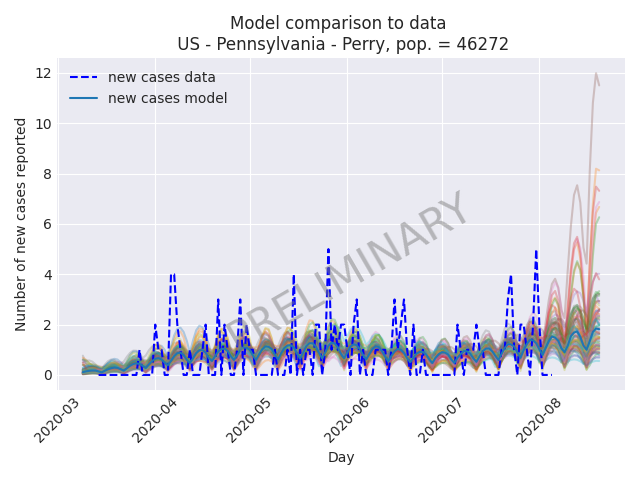 Model comparison to data
US - Pennsylvania - Perry, pop. = 46272
new cases data
new cases model
PRELIMINARY
Number of new cases reported
12
10
8
6
4
2
0
2020-03
2020-04
2020-05
2020-06
2020-07
2020-08
Day